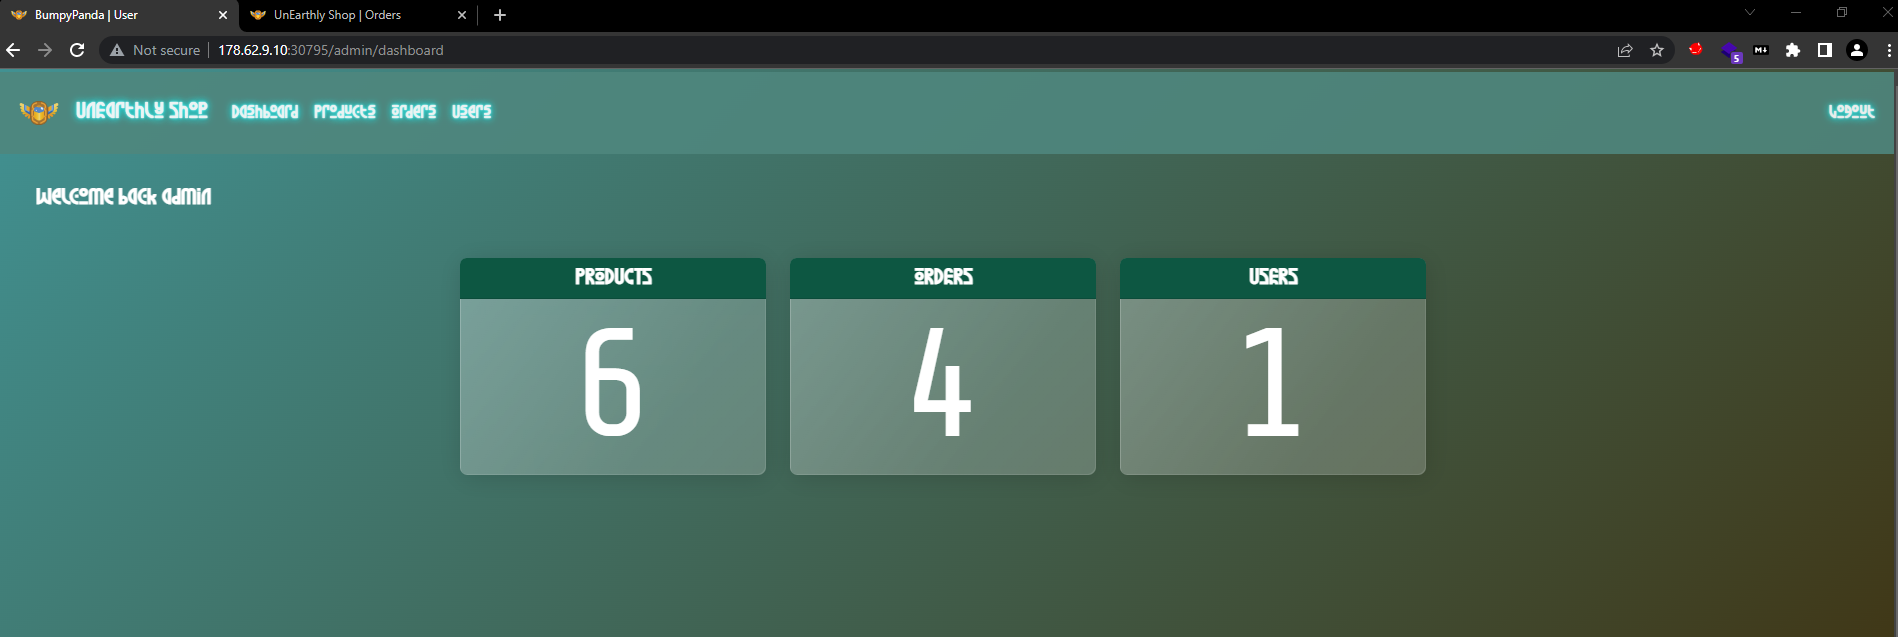 BumpyPanda | User
UnEarthly Shop | Orders
Not secure 178.62.9.10:30795/admin/dashboard
M
5
UnEarthly Shop Dashboard Products Orders Users Logout
Welcome back admin
PRODUCTS ORDERS USERS
6 4 1